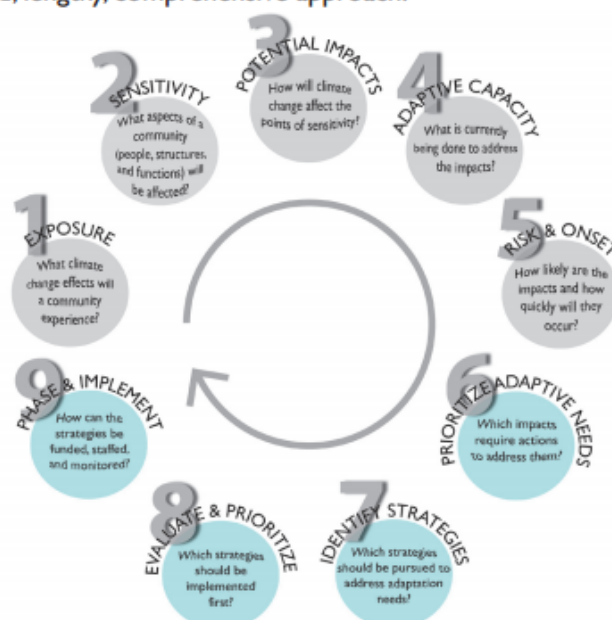 lengthy, comprehensive approach.
1
EXPOSURE
What climate
change effects will
a community
experience?
2
SENSITIVITY
What aspects of a
community
(people, structures,
and functions) will
be affected?
3
POTENTIAL IMPACTS
How will climate
change affect the
points of sensitivity?
4
ADAPTIVE CAPACITY
What is currently
being done to address
the impacts?
5
RISK & ONSET
How likely are the
impacts and how
quickly will they
occur?
6
PRIORITIZE ADAPTIVE NEEDS
Which impacts
require actions
to address them?
7
IDENTIFY STRATEGIES
Which strategies
should be pursued to
address adaptation
needs?
8
EVALUATE & PRIORITIZE
Which strategies
should be
implemented
first?
9
PHASE & IMPLEMENT
How can the
strategies be
funded, staffed,
and monitored?